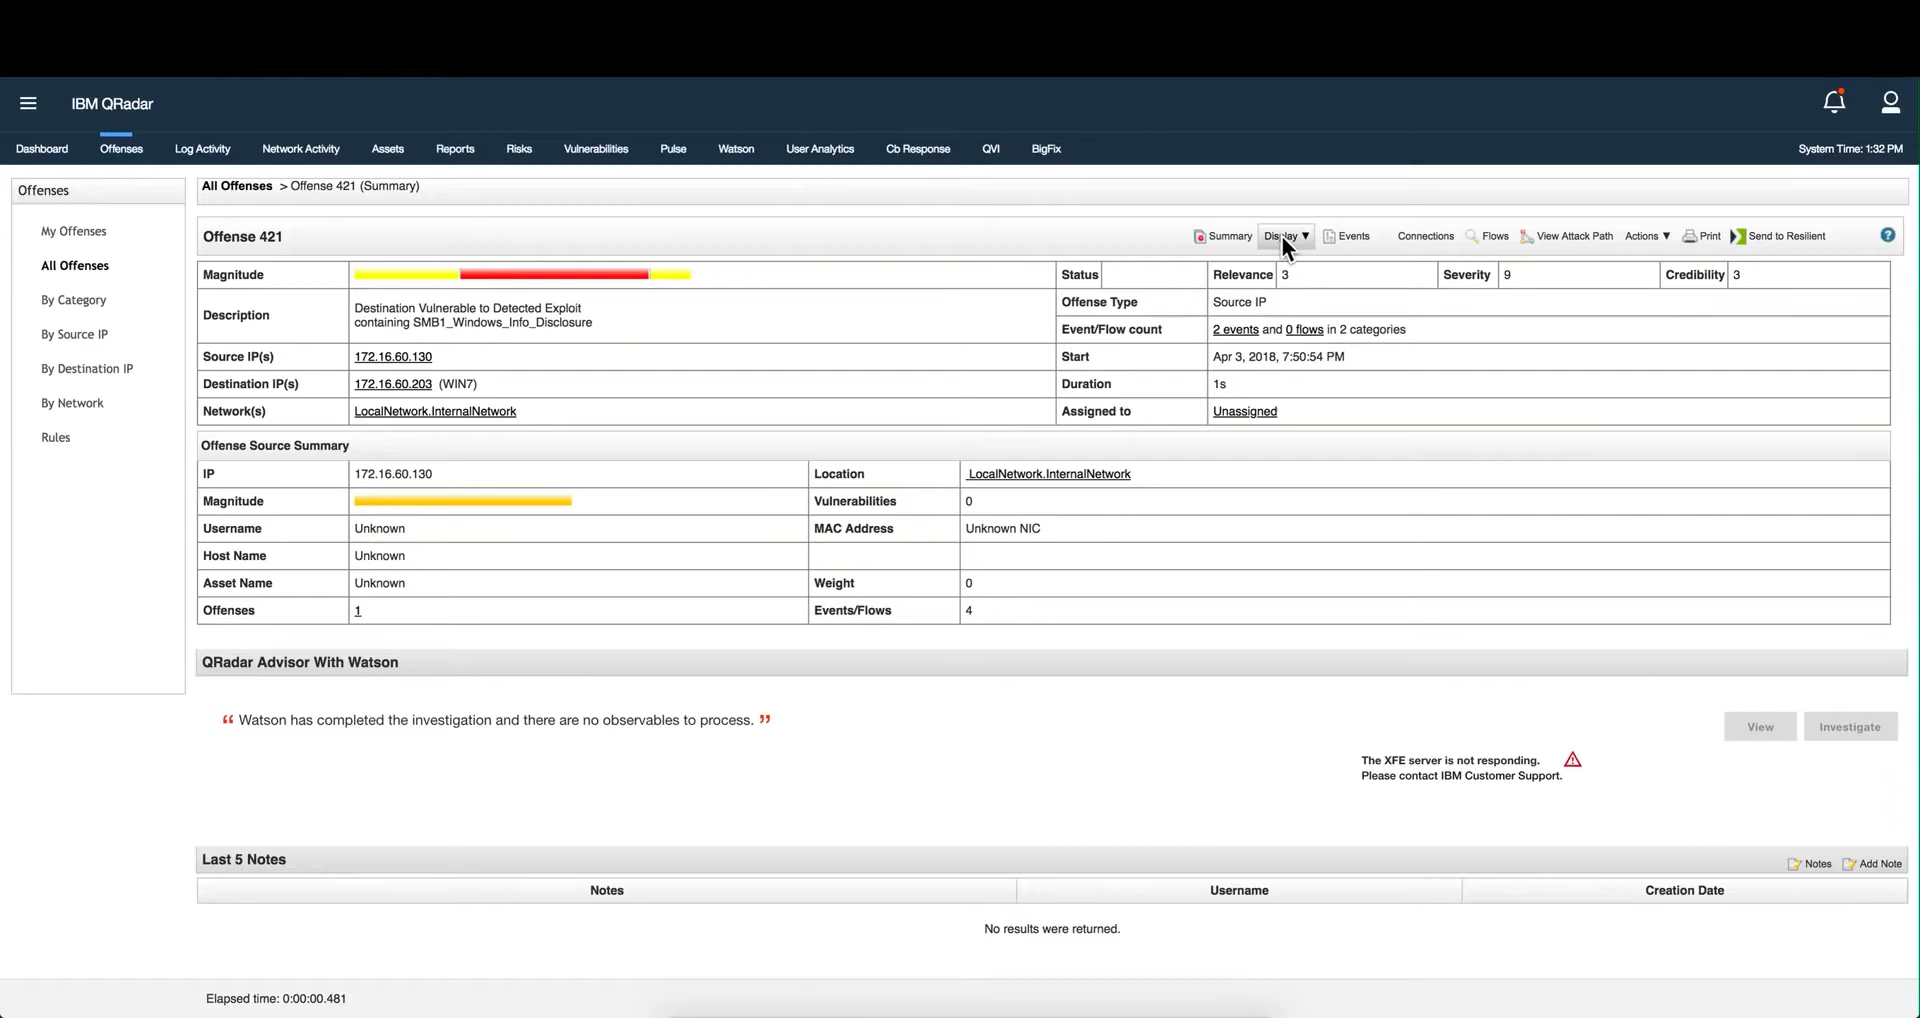 IBM QRadar
Dashboard Offenses Log Activity Network Activity Assets Reports Risks Vulnerabilities Pulse Watson User Analytics Cb Response QVI BigFix System Time: 1:32 PM
Offenses
My Offenses
All Offenses
By Category
By Source IP
By Destination IP
By Network
Rules
All Offenses > Offense 421 (Summary)
Offense 421 Summary Display ▼ Events Connections Flows View Attack Path Actions ▼ Print Send to Resilient ?
Magnitude Status Relevance 3 Severity 9 Credibility 3
Description
Destination Vulnerable to Detected Exploit
containing SMB1_Windows_Info_Disclosure
Offense Type Source IP
Event/Flow count 2 events and 0 flows in 2 categories
Source IP(s) 172.16.60.130 Start Apr 3, 2018, 7:50:54 PM
Destination IP(s) 172.16.60.203 (WIN7) Duration 1s
Network(s) LocalNetwork.InternalNetwork Assigned to Unassigned
Offense Source Summary
IP 172.16.60.130 Location LocalNetwork.InternalNetwork
Magnitude Vulnerabilities 0
Username Unknown MAC Address Unknown NIC
Host Name Unknown
Asset Name Unknown Weight 0
Offenses 1 Events/Flows 4
QRadar Advisor With Watson
“ Watson has completed the investigation and there are no observables to process. ”
View Investigate
The XFE server is not responding.
Please contact IBM Customer Support.
Last 5 Notes Notes Add Note
Notes Username Creation Date
No results were returned.
Elapsed time: 0:00:00.481